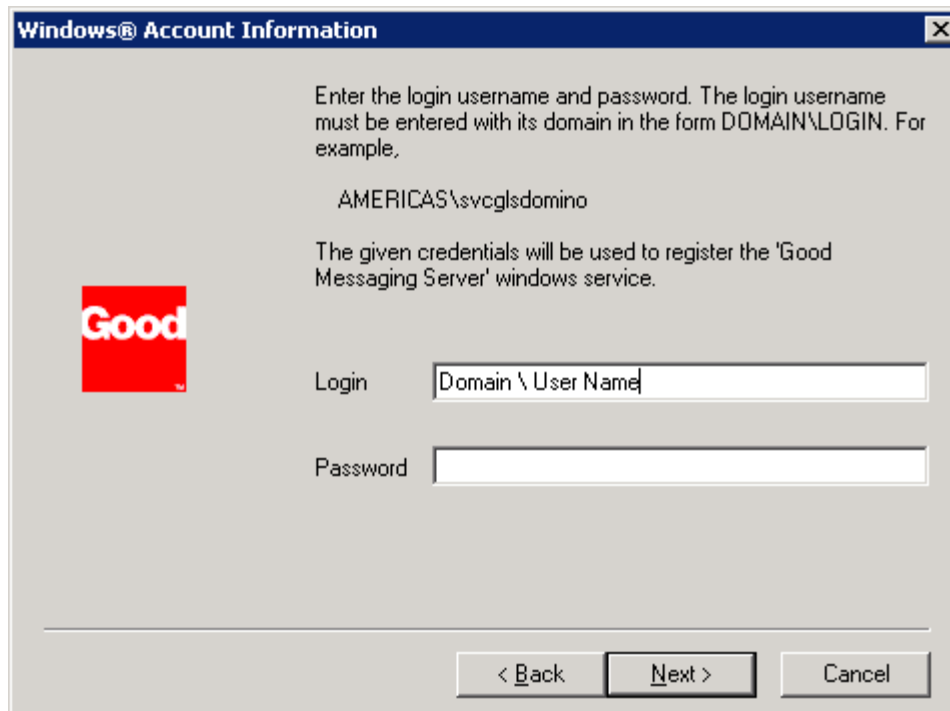 Windows® Account Information
Enter the login username and password. The login username
must be entered with its domain in the form DOMAIN\LOGIN. For
example,
AMERICAS\svcglsdomino
The given credentials will be used to register the 'Good
Messaging Server' windows service.
Good
™
Login
Domain \ User Name
Password
< Back
Next >
Cancel